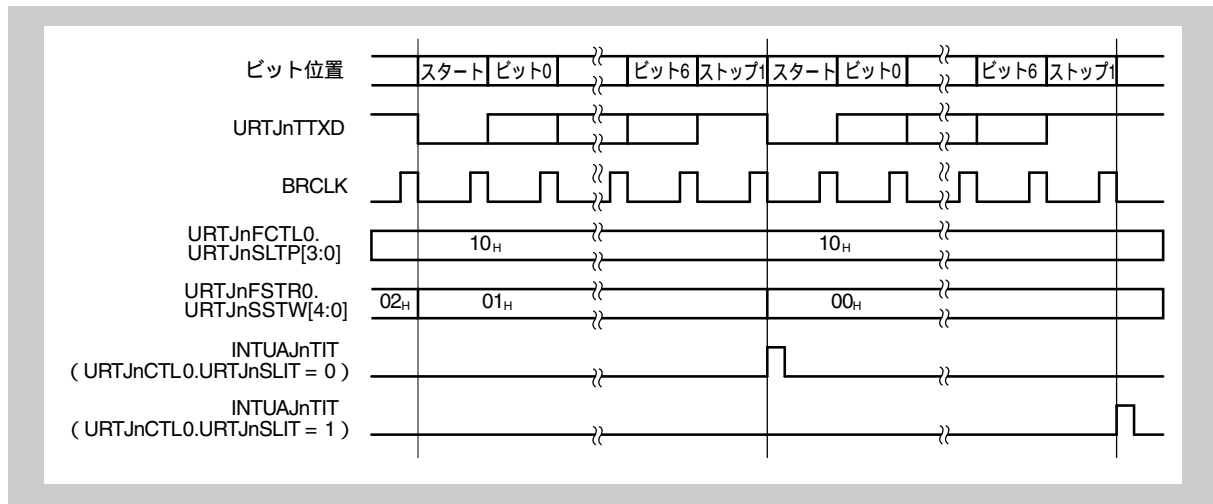 ビット位置 スタート ビット0 ビット6 ストップ1 スタート ビット0 ビット6 ストップ1
URTJnTTXD
BRCLK
URTJnFCTL0.
URTJnSLTP[3:0]
10H 10H
URTJnFSTR0.
URTJnSSTW[4:0]
02H 01H 00H
INTUAJnTIT
(URTJnCTL0.URTJnSLIT = 0)
INTUAJnTIT
(URTJnCTL0.URTJnSLIT = 1)